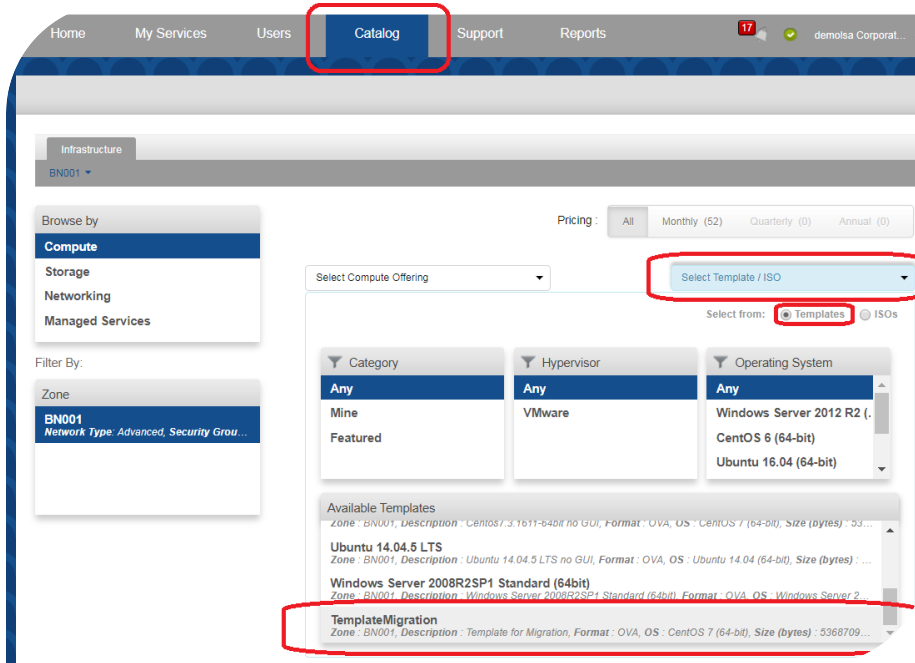 Home My Services Users Catalog Support Reports 17 demolsa Corporat...
Infrastructure
BN001
Browse by
Compute
Storage
Networking
Managed Services
Filter By:
Zone
BN001
Network Type: Advanced, Security Grou...
Pricing : All Monthly (52) Quarterly (0) Annual (0)
Select Compute Offering
Select Template / ISO
Select from: Templates ISOs
Category
Any
Mine
Featured
Hypervisor
Any
VMware
Operating System
Any
Windows Server 2012 R2 (.
CentOS 6 (64-bit)
Ubuntu 16.04 (64-bit)
Available Templates
Zone : BN001, Description : Centos7.3.1611-64bit no GUI, Format : OVA, OS : CentOS 7 (64-bit), Size (bytes) : 53...
Ubuntu 14.04.5 LTS
Zone : BN001, Description : Ubuntu 14.04.5 LTS no GUI, Format : OVA, OS : Ubuntu 14.04 (64-bit), Size (bytes) : ...
Windows Server 2008R2SP1 Standard (64bit)
Zone : BN001, Description : Windows Server 2008R2SP1 Standard (64bit), Format : OVA, OS : Windows Server 2...
TemplateMigration
Zone : BN001, Description : Template for Migration, Format : OVA, OS : CentOS 7 (64-bit), Size (bytes) : 5368709...